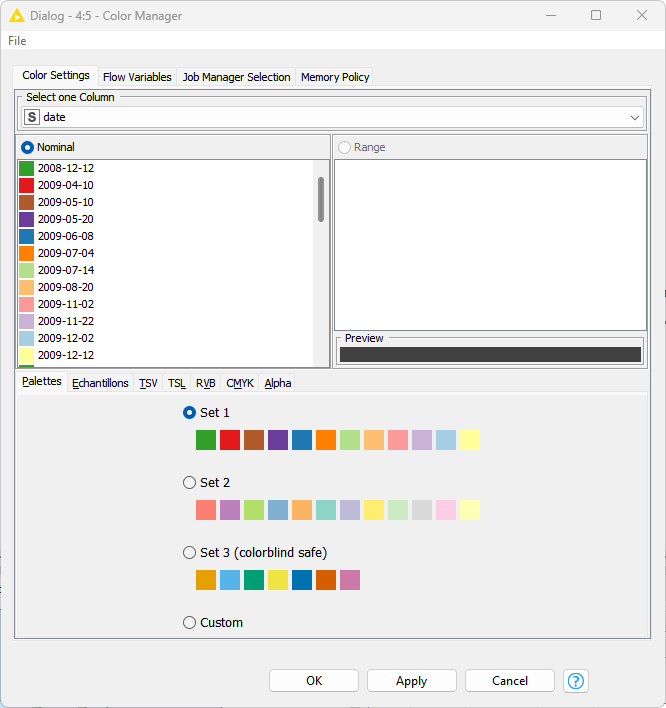 Dialog - 4:5 - Color Manager
File
Color Settings Flow Variables Job Manager Selection Memory Policy
Select one Column
S date
Nominal
Range
2008-12-12
2009-04-10
2009-05-10
2009-05-20
2009-06-08
2009-07-04
2009-07-14
2009-08-20
2009-11-02
2009-11-22
2009-12-02
2009-12-12
Preview
Palettes Echantillons TSV TSL RVB CMYK Alpha
Set 1
Set 2
Set 3 (colorblind safe)
Custom
OK Apply Cancel ?